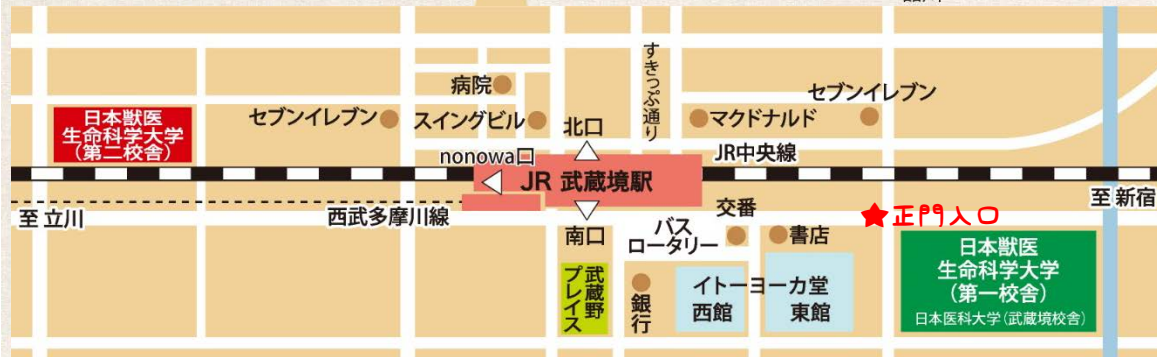 すきっぷ通り
病院
セブンイレブン
日本獣医
生命科学大学
(第二校舎)
セブンイレブン
スイングビル
北口
マクドナルド
nonowa口
JR中央線
JR 武蔵境駅
至 新宿
至 立川
西武多摩川線
交番
正門入口
南口
バス
ロータリー
書店
日本獣医
生命科学大学
(第一校舎)
日本医科大学(武蔵境校舎)
武蔵野
プレイス
銀行
イトーヨーカ堂
西館
東館